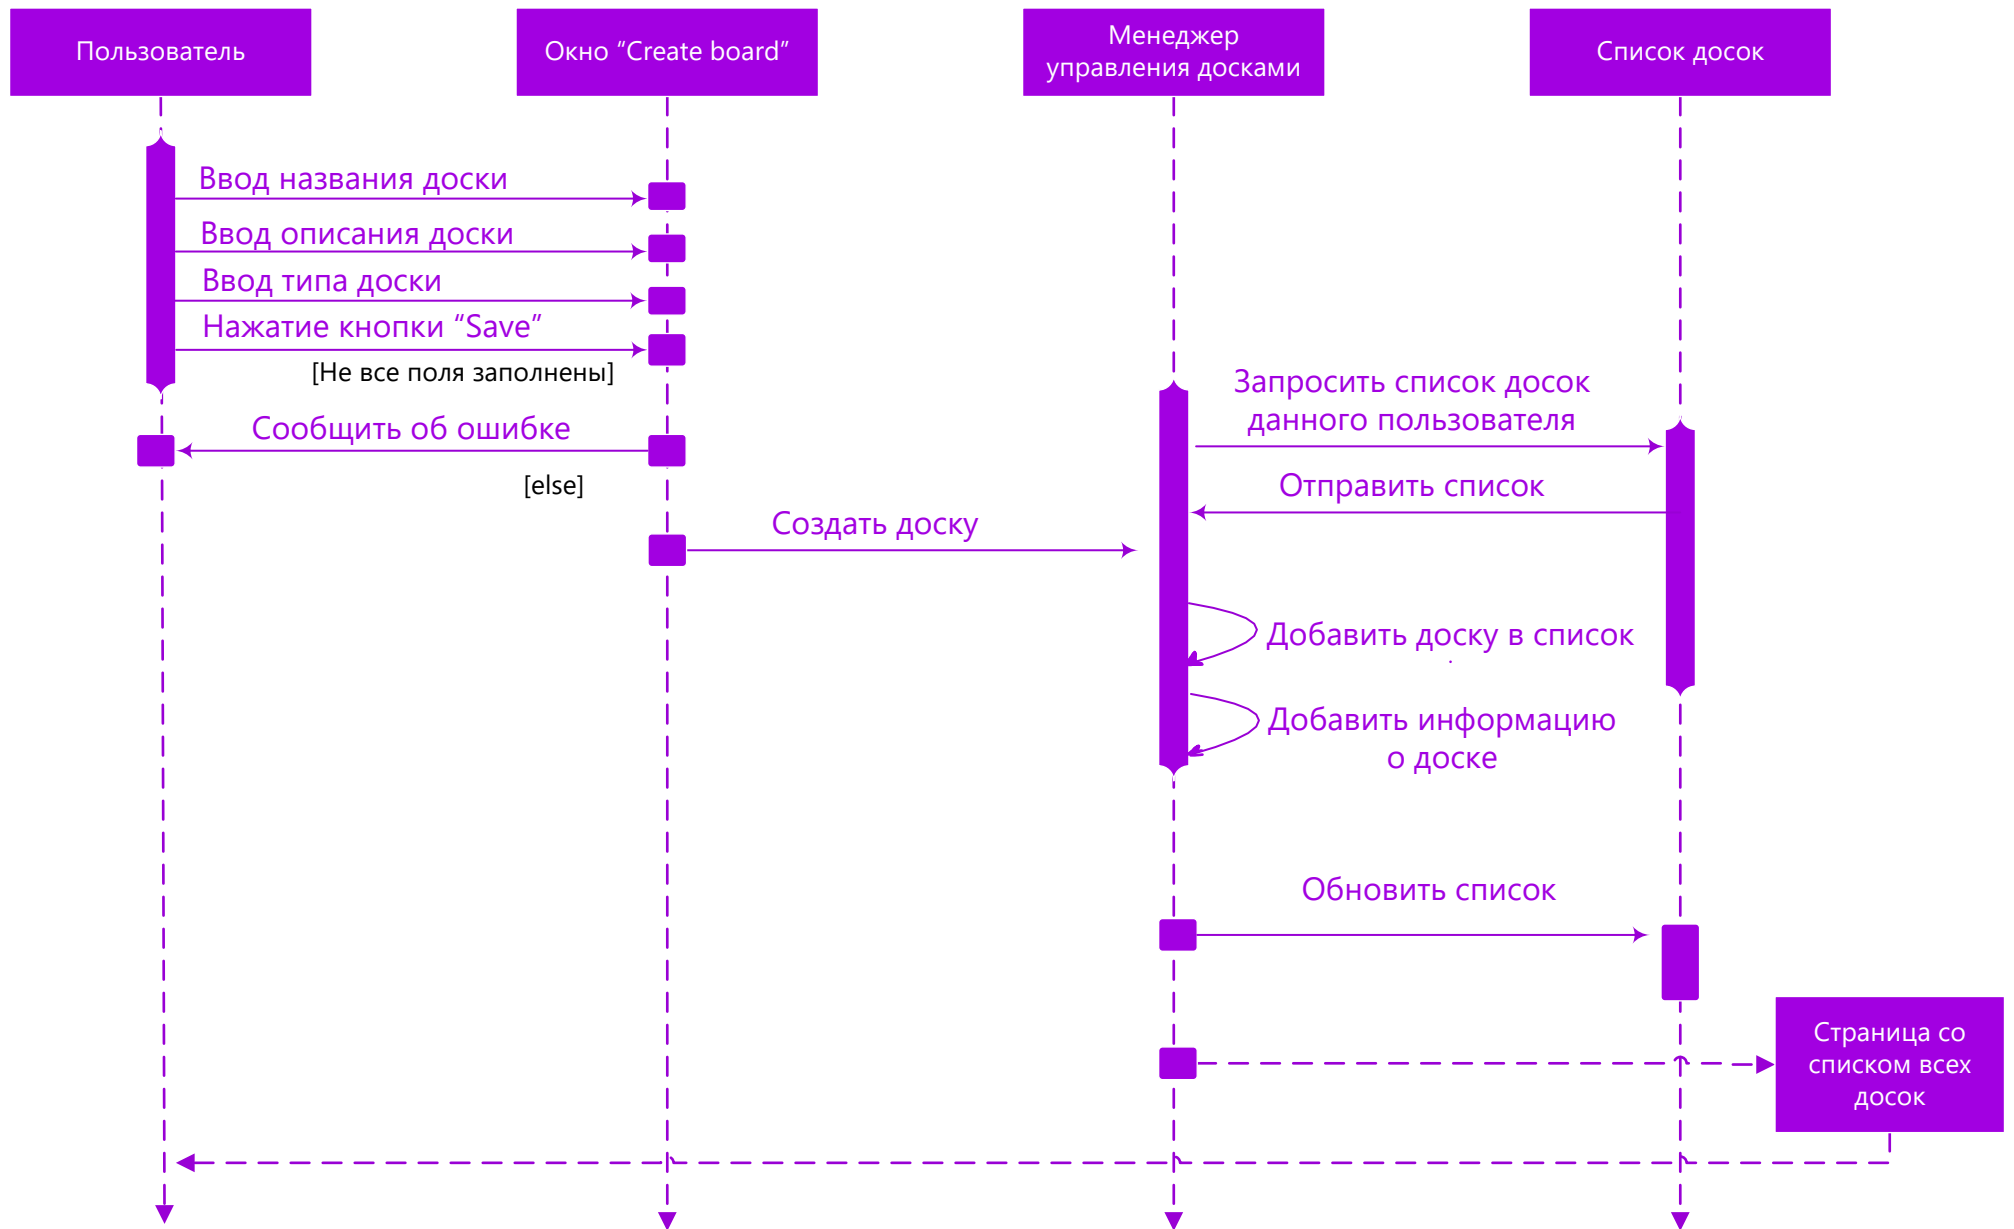 Пользователь
Окно “Create board”
Менеджер
управления досками
Список досок
Ввод названия доски
Ввод описания доски
Ввод типа доски
Нажатие кнопки “Save”
[Не все поля заполнены]
Запросить список досок
данного пользователя
Сообщить об ошибке
[else]
Отправить список
Создать доску
Добавить доску в список
.
Добавить информацию
о доске
Обновить список
Страница со
списком всех
досок